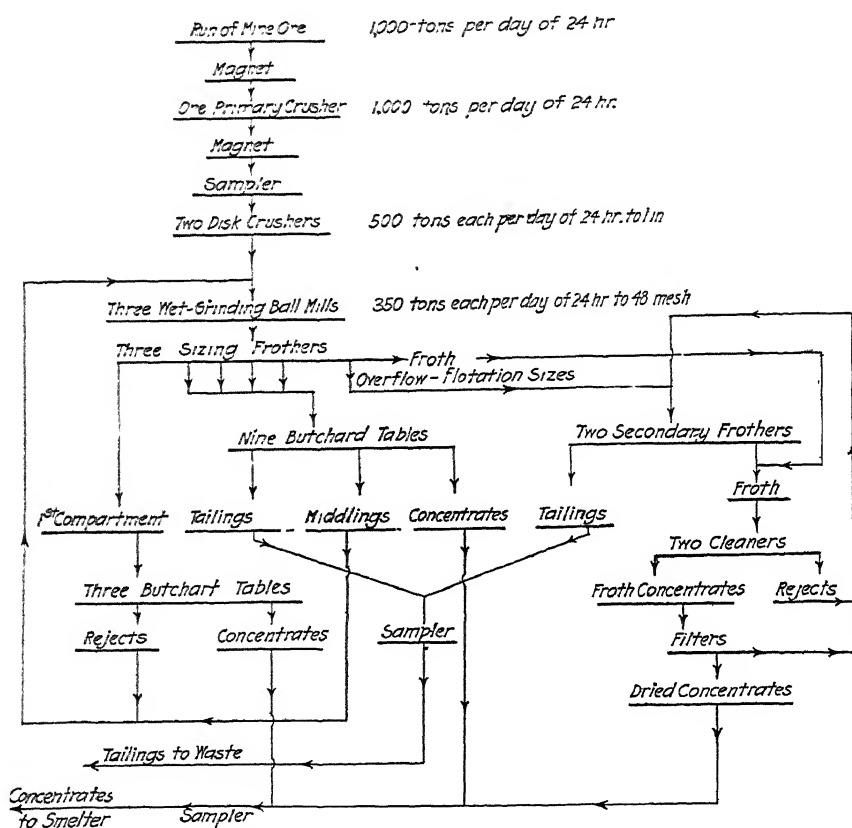 Run of Mine Ore 1,000-tons per day of 24 hr
Magnet
Ore Primary Crusher 1,000 tons per day of 24 hr.
Magnet
Sampler
Two Disk Crushers 500 tons each per day of 24 hr. to 1 in
Three Wet-Grinding Ball Mills 350 tons each per day of 24 hr to 48 mesh
Three Sizing Frothers
Froth
Overflow-Flotation Sizes
Nine Butchard Tables
Two Secondary Frothers
Froth
1st Compartment
Tailings
Middlings
Concentrates
Tailings
Two Cleaners
Three Butchart Tables
Froth Concentrates
Rejects
Rejects
Concentrates
Sampler
Filters
Dried Concentrates
Tailings to Waste
Concentrates
to Smelter
Sampler